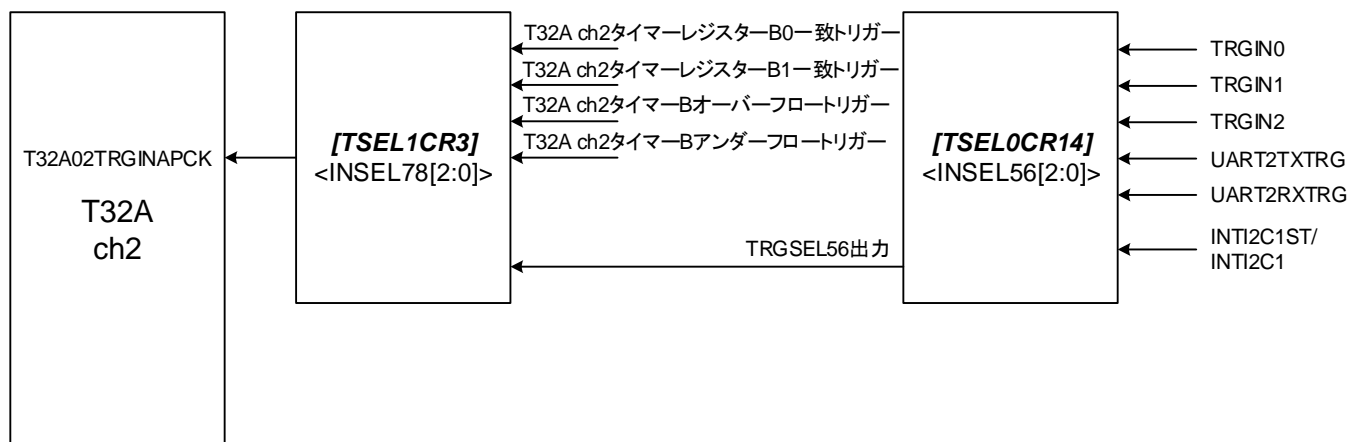 T32A02TRGINAPCK
T32A
ch2
[TSEL1CR3]
<INSEL78[2:0]>
T32A ch2タイマーレジスターB0一致トリガー
T32A ch2タイマーレジスターB1一致トリガー
T32A ch2タイマーBオーバーフロートリガー
T32A ch2タイマーBアンダーフロートリガー
TRGSEL56出力
[TSEL0CR14]
<INSEL56[2:0]>
TRGIN0
TRGIN1
TRGIN2
UART2TXTRG
UART2RXTRG
INTI2C1ST/
INTI2C1